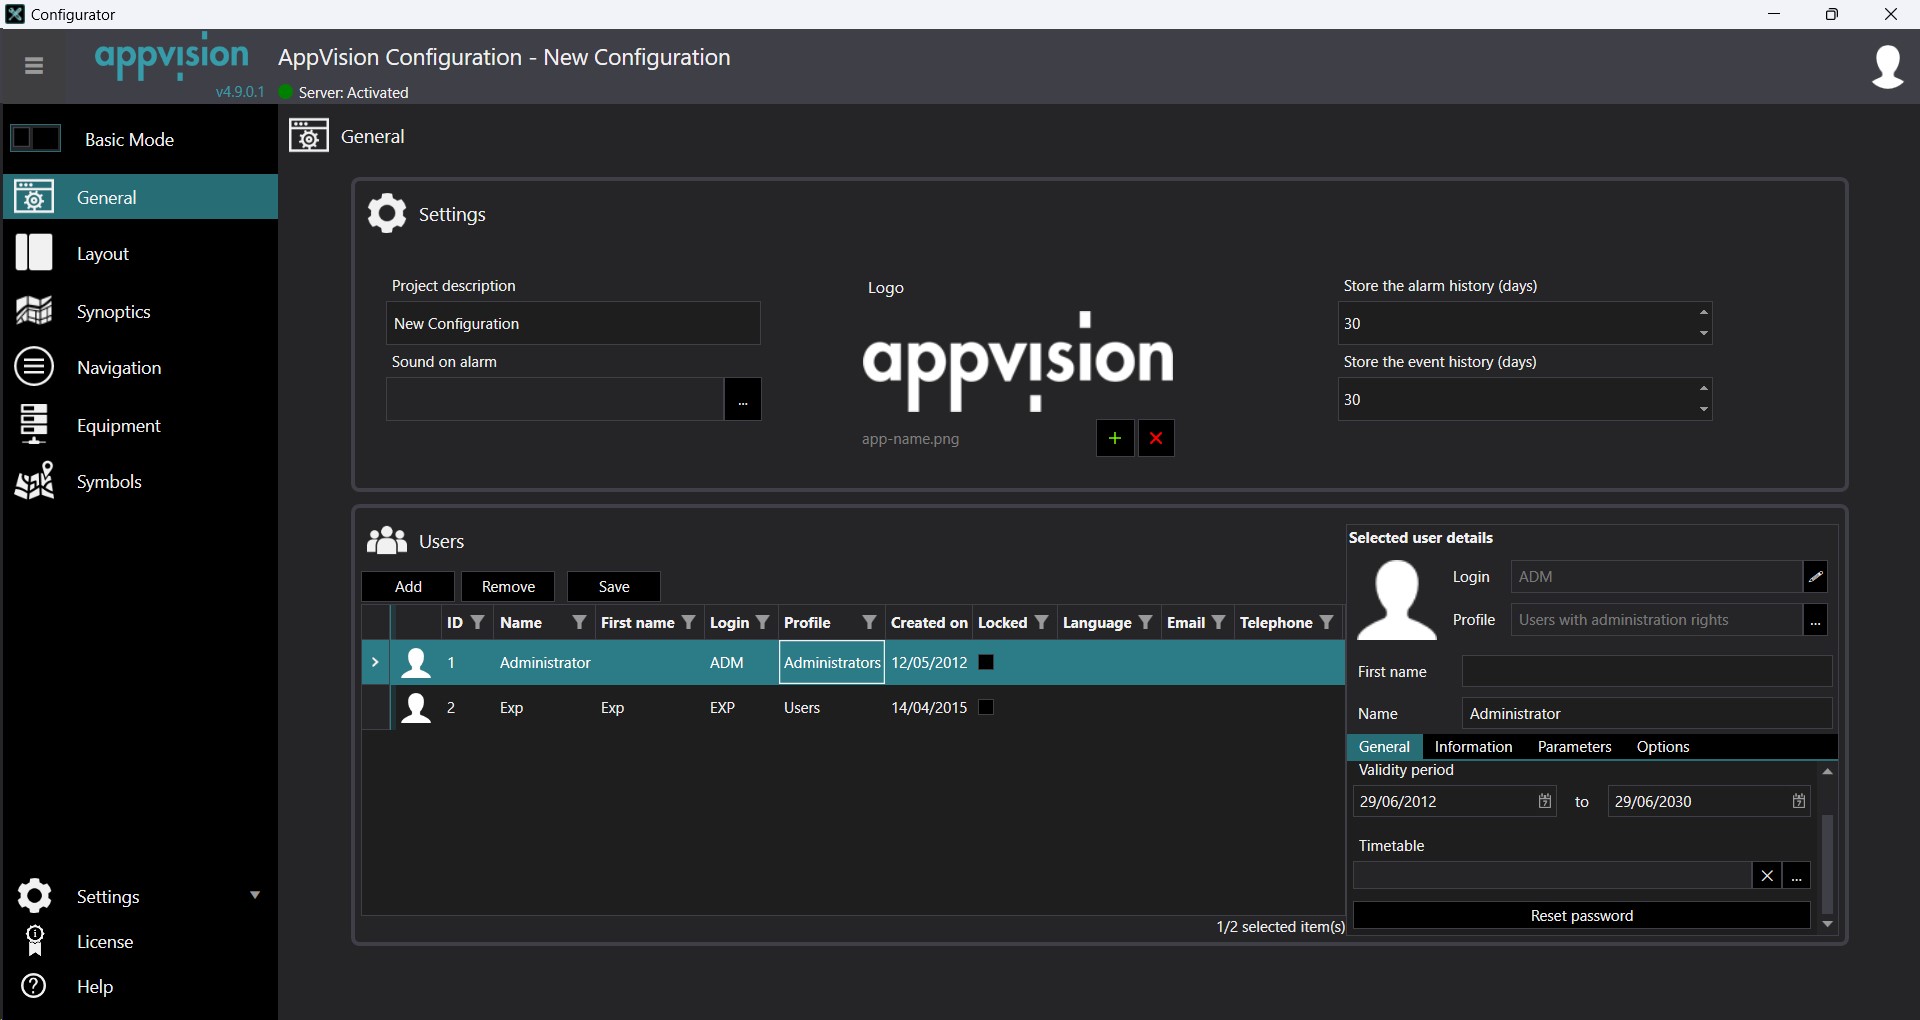 Configurator
appvision
v4.9.0.1
AppVision Configuration - New Configuration
Server: Activated
Basic Mode
General
Layout
Synoptics
Navigation
Equipment
Symbols
Settings
License
Help
General
Settings
Project description
New Configuration
Sound on alarm
...
Logo
appvision
app-name.png
Store the alarm history (days)
30
Store the event history (days)
30
Users
Add Remove Save
ID Name First name Login Profile Created on Locked Language Email Telephone
1 Administrator ADM Administrators 12/05/2012
2 Exp Exp EXP Users 14/04/2015
1/2 selected item(s)
Selected user details
Login ADM
Profile Users with administration rights ...
First name
Name Administrator
General Information Parameters Options
Validity period
29/06/2012 to 29/06/2030
Timetable
...
Reset password